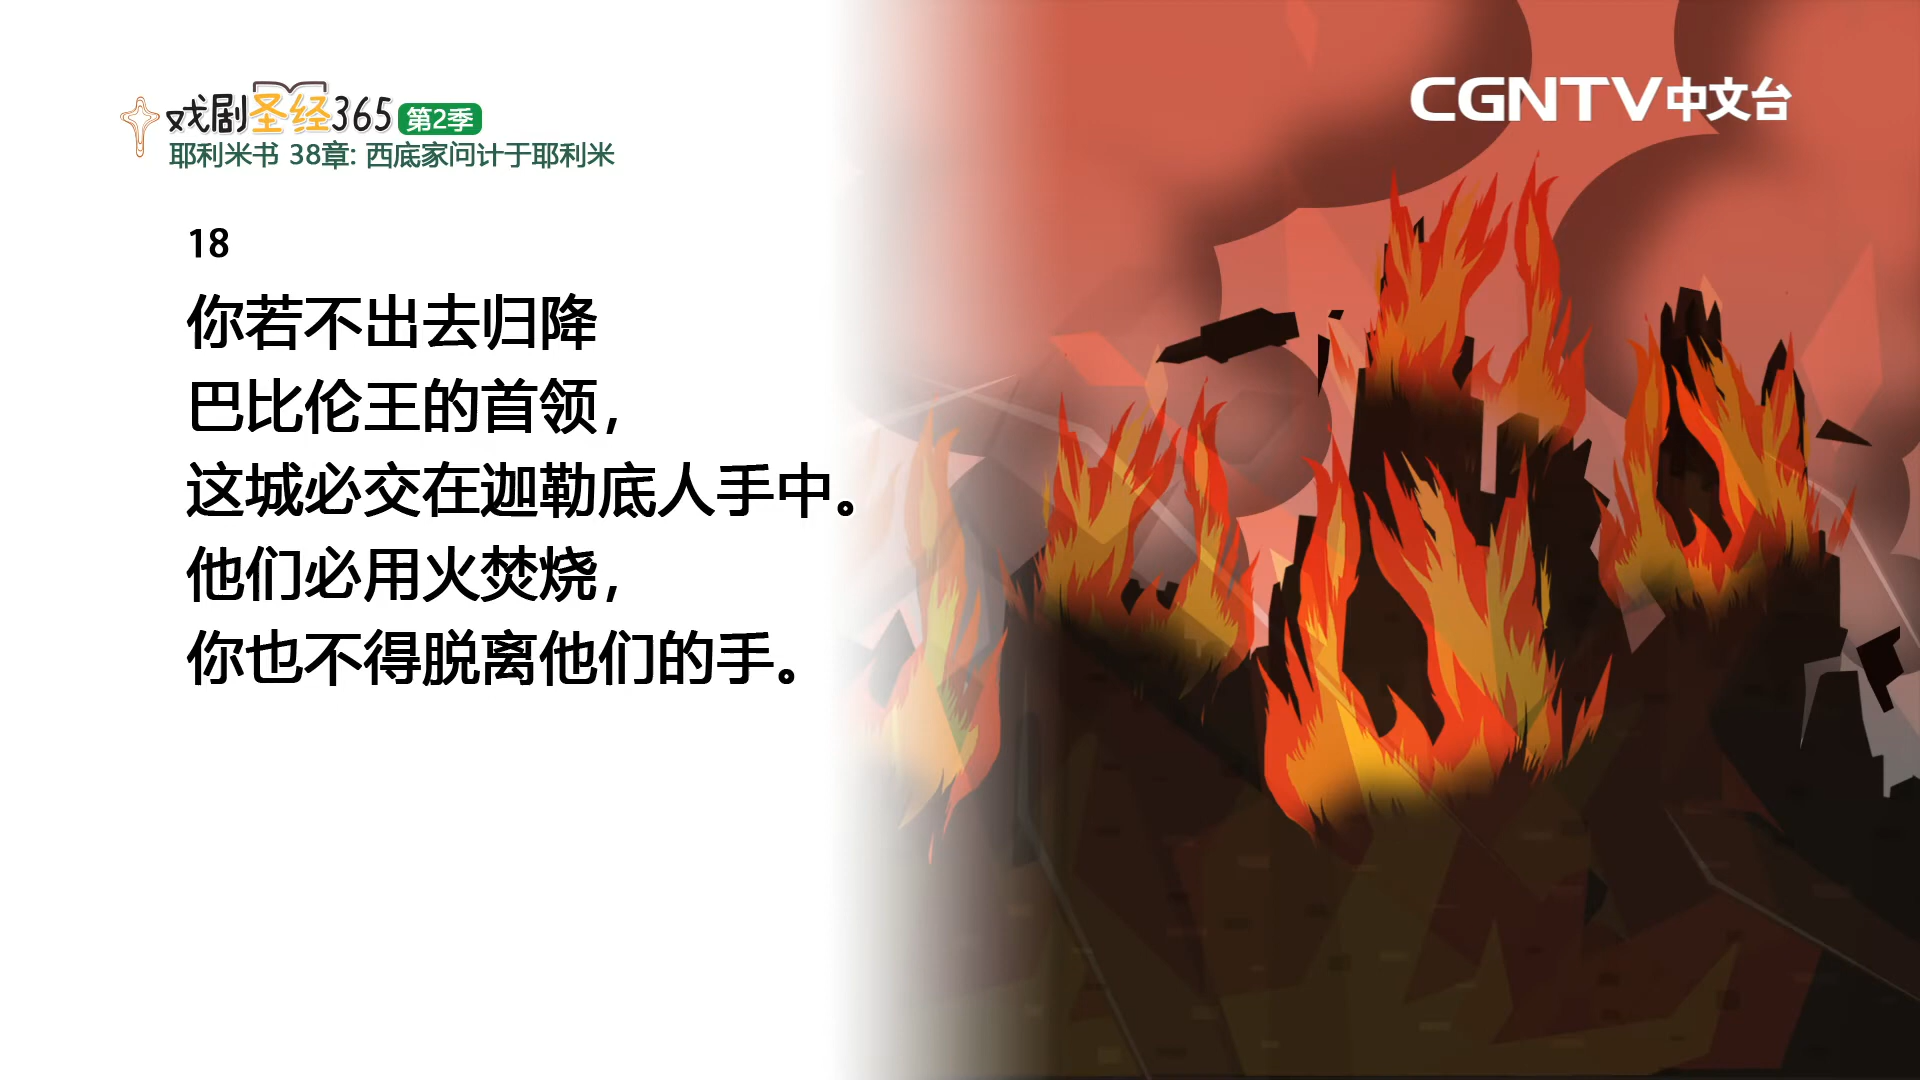 戏剧圣经365 第2季
CGNTV中文台
耶利米书 38章: 西底家问计于耶利米
18
你若不出去归降
巴比伦王的首领，
这城必交在迦勒底人手中。
他们必用火焚烧，
你也不得脱离他们的手。